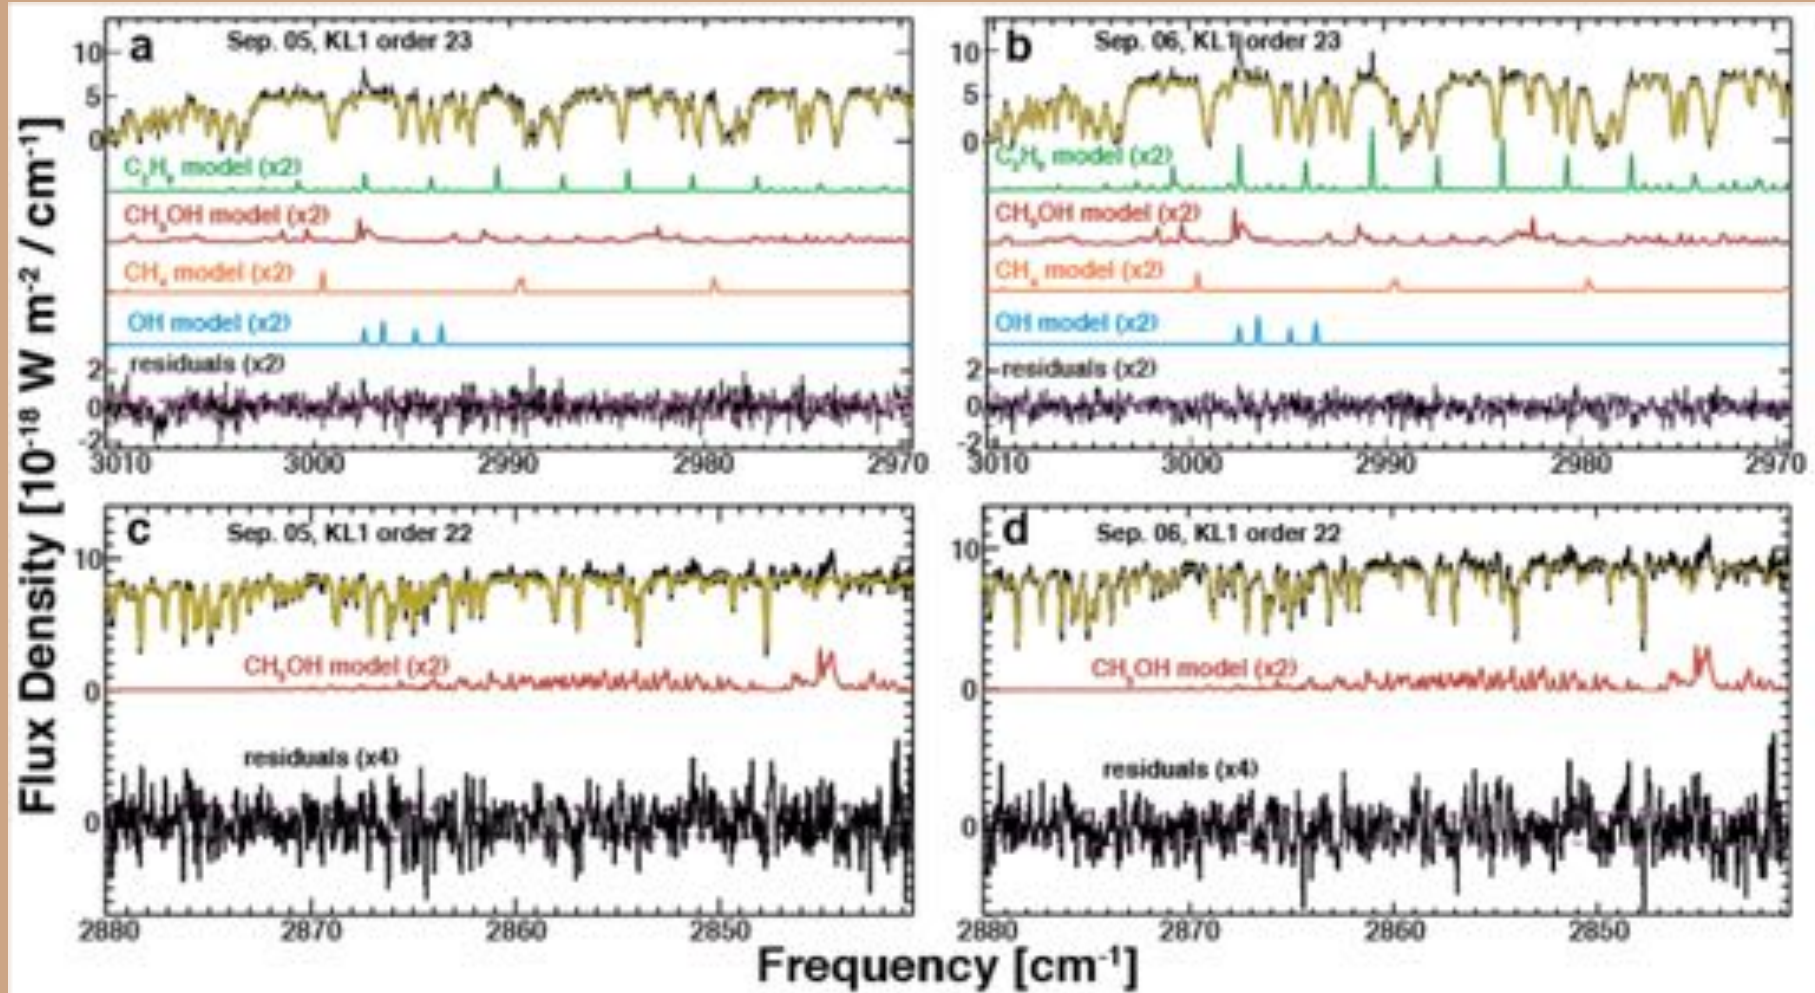 Flux Density [10⁻¹⁸ W m⁻² / cm⁻¹]
a Sep. 05, KL1 order 23
10
5
0
C₂H₆ model (x2)
CH₃OH model (x2)
CH₄ model (x2)
OH model (x2)
residuals (x2)
2
0
-2
3010 3000 2990 2980 2970
b Sep. 06, KL1 order 23
10
5
0
C₂H₆ model (x2)
CH₃OH model (x2)
CH₄ model (x2)
OH model (x2)
residuals (x2)
2
0
-2
3010 3000 2990 2980 2970
c Sep. 05, KL1 order 22
10
CH₃OH model (x2)
0
residuals (x4)
0
2880 2870 2860 2850
d Sep. 06, KL1 order 22
10
CH₃OH model (x2)
0
residuals (x4)
0
2880 2870 2860 2850
Frequency [cm⁻¹]